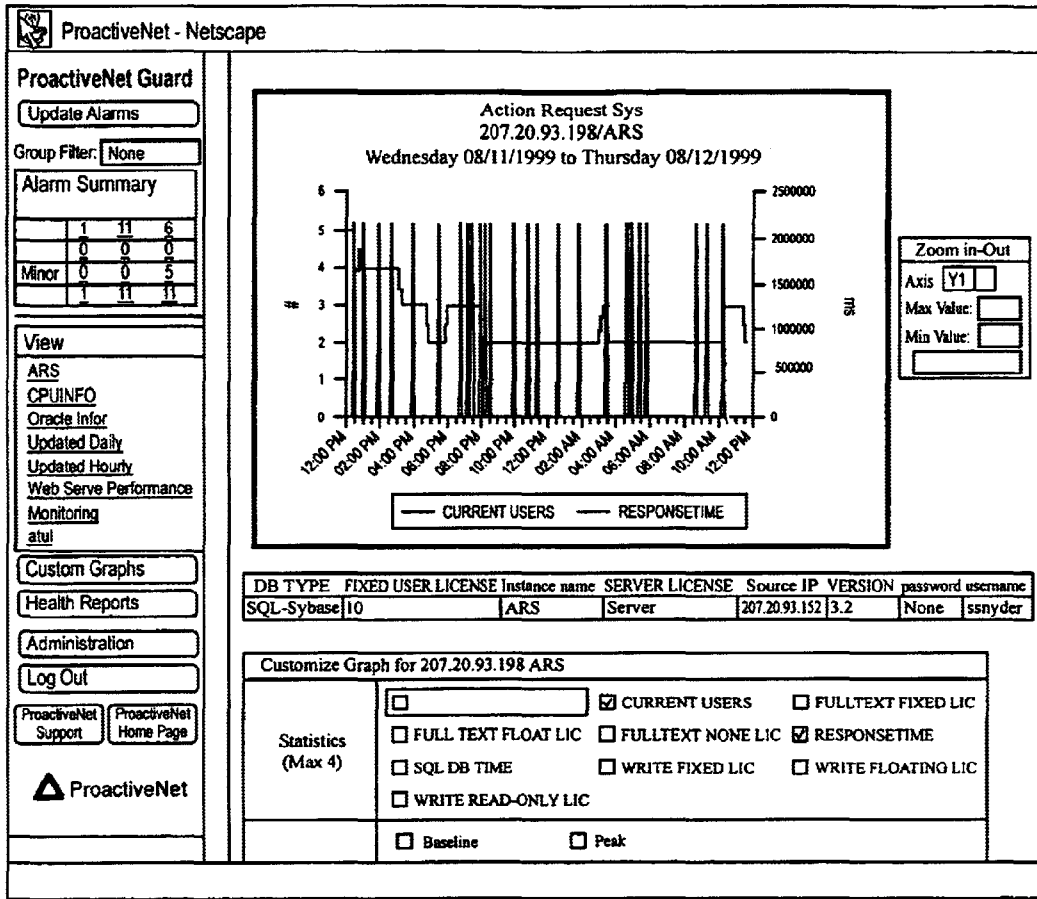 ProactiveNet - Netscape
ProactiveNet Guard
Update Alarms
Group Filter: None
Alarm Summary
1 11 6
0 0 0
Minor 0 0 5
1 11 11
View
ARS
CPUINFO
Oracle Infor
Updated Daily
Updated Hourly
Web Serve Performance
Monitoring
atul
Custom Graphs
Health Reports
Administration
Log Out
ProactiveNet Support
ProactiveNet Home Page
ProactiveNet
Action Request Sys
207.20.93.198/ARS
Wednesday 08/11/1999 to Thursday 08/12/1999
6
5
4
3
2
1
0
#
2500000
2000000
1500000
1000000
500000
0
ms
12:00 PM
02:00 PM
04:00 PM
06:00 PM
08:00 PM
10:00 PM
12:00 PM
02:00 AM
04:00 AM
06:00 AM
08:00 AM
10:00 AM
12:00 PM
CURRENT USERS RESPONSETIME
Zoom in-Out
Axis Y1
Max Value:
Min Value:
DB TYPE FIXED USER LICENSE Instance name SERVER LICENSE Source IP VERSION password username
SQL-Sybase 10 ARS Server 207.20.93.152 3.2 None ssnyder
Customize Graph for 207.20.93.198 ARS
Statistics
(Max 4)
CURRENT USERS FULLTEXT FIXED LIC
FULL TEXT FLOAT LIC FULLTEXT NONE LIC RESPONSETIME
SQL DB TIME WRITE FIXED LIC WRITE FLOATING LIC
WRITE READ-ONLY LIC
Baseline Peak